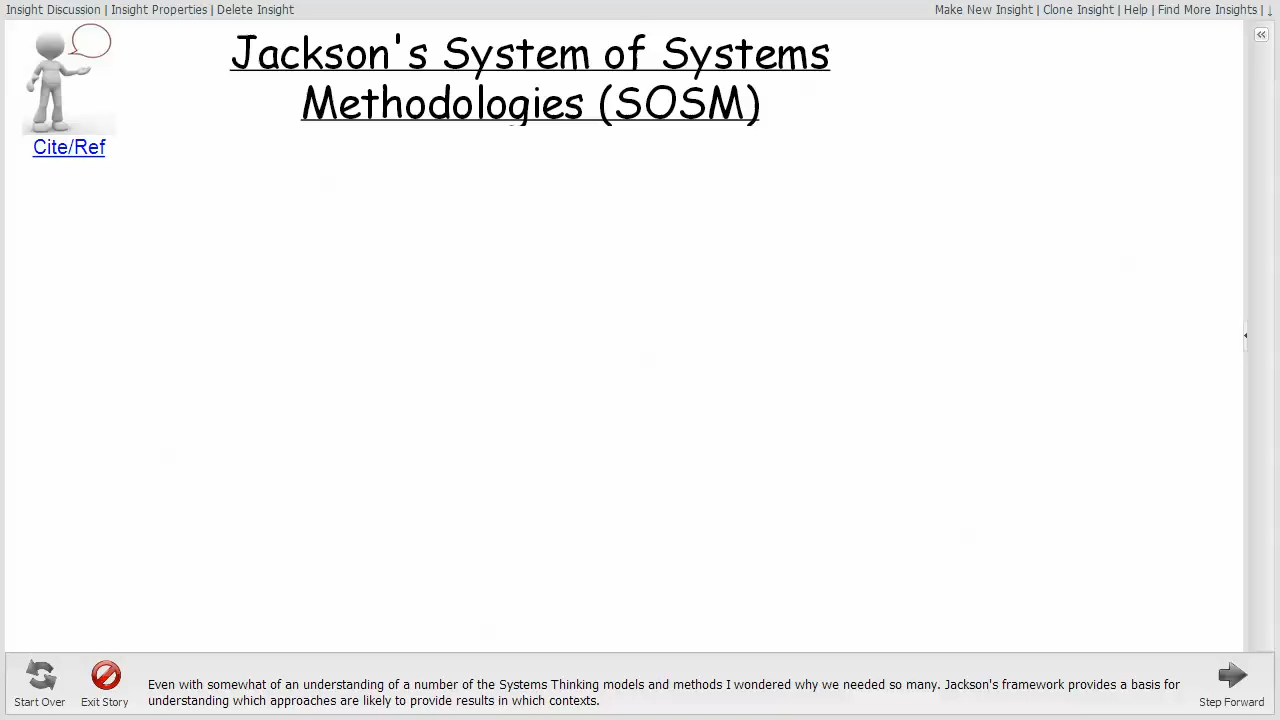 Insight Discussion | Insight Properties | Delete Insight
Make New Insight | Clone Insight | Help | Find More Insights | ↓
Jackson's System of Systems
Methodologies (SOSM)
Cite/Ref
Even with somewhat of an understanding of a number of the Systems Thinking models and methods I wondered why we needed so many. Jackson's framework provides a basis for
understanding which approaches are likely to provide results in which contexts.
Start Over
Exit Story
Step Forward